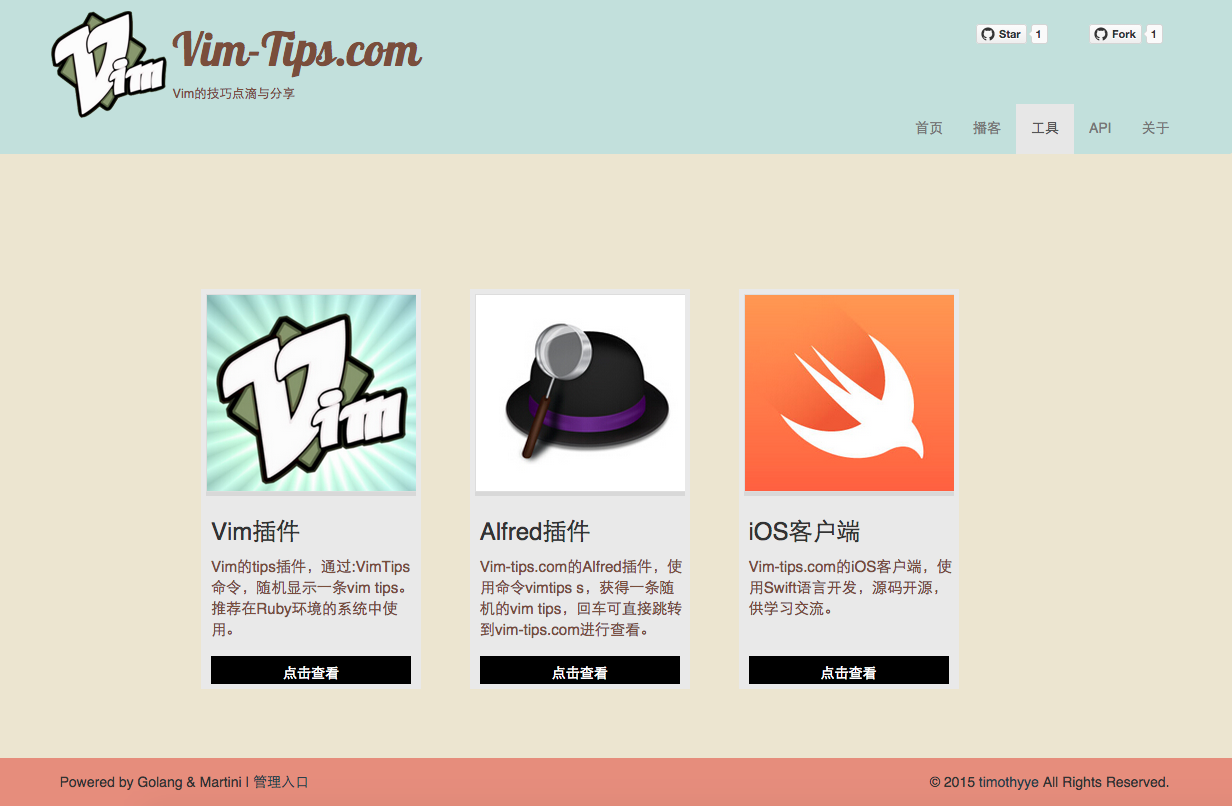 Vim
Vim-Tips.com
Vim的技巧点滴与分享
Star 1
Fork 1
首页 播客 工具 API 关于
Vim
Vim插件
Vim的tips插件，通过:VimTips
命令，随机显示一条vim tips。
推荐在Ruby环境的系统中使
用。
点击查看
Alfred插件
Vim-tips.com的Alfred插件，使
用命令vimtips s，获得一条随
机的vim tips，回车可直接跳转
到vim-tips.com进行查看。
点击查看
iOS客户端
Vim-tips.com的iOS客户端，使
用Swift语言开发，源码开源，
供学习交流。
点击查看
Powered by Golang & Martini | 管理入口
© 2015 timothyye All Rights Reserved.